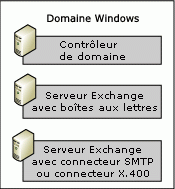 Domaine Windows
Contrôleur
de domaine
Serveur Exchange
avec boîtes aux lettres
Serveur Exchange
avec connecteur SMTP
ou connecteur X.400